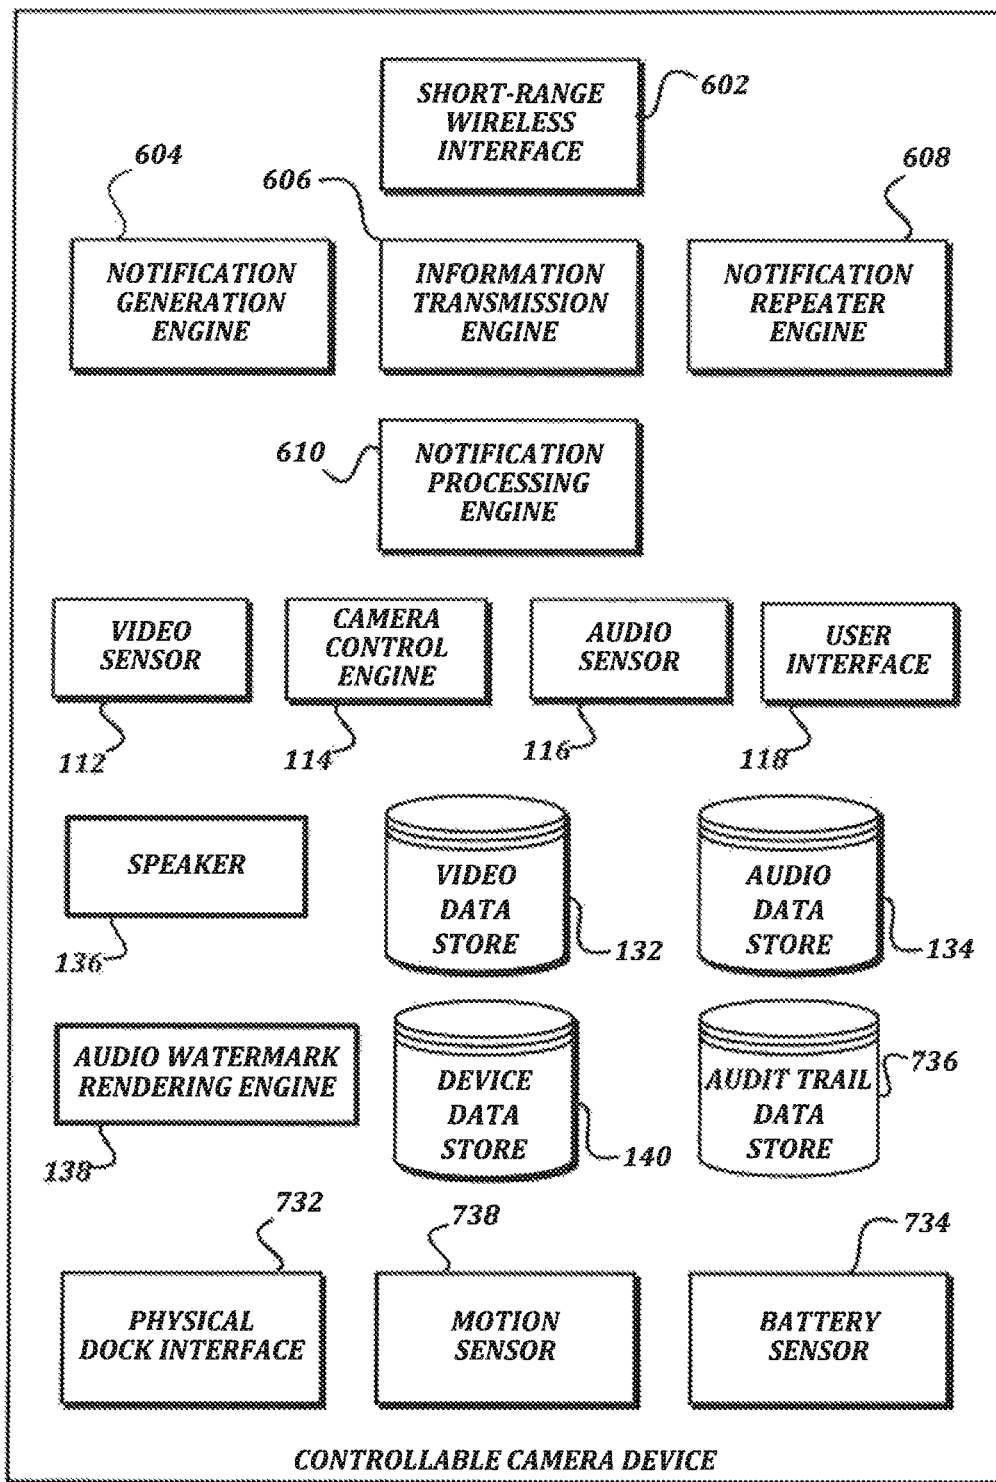 SHORT-RANGE
WIRELESS
INTERFACE
602
604
606
608
NOTIFICATION
GENERATION
ENGINE
INFORMATION
TRANSMISSION
ENGINE
NOTIFICATION
REPEATER
ENGINE
610
NOTIFICATION
PROCESSING
ENGINE
VIDEO
SENSOR
CAMERA
CONTROL
ENGINE
AUDIO
SENSOR
USER
INTERFACE
112
114
116
118
SPEAKER
136
VIDEO
DATA
STORE
132
AUDIO
DATA
STORE
134
AUDIO WATERMARK
RENDERING ENGINE
138
DEVICE
DATA
STORE
140
AUDIT TRAIL
DATA
STORE
736
732
738
734
PHYSICAL
DOCK INTERFACE
MOTION
SENSOR
BATTERY
SENSOR
CONTROLLABLE CAMERA DEVICE